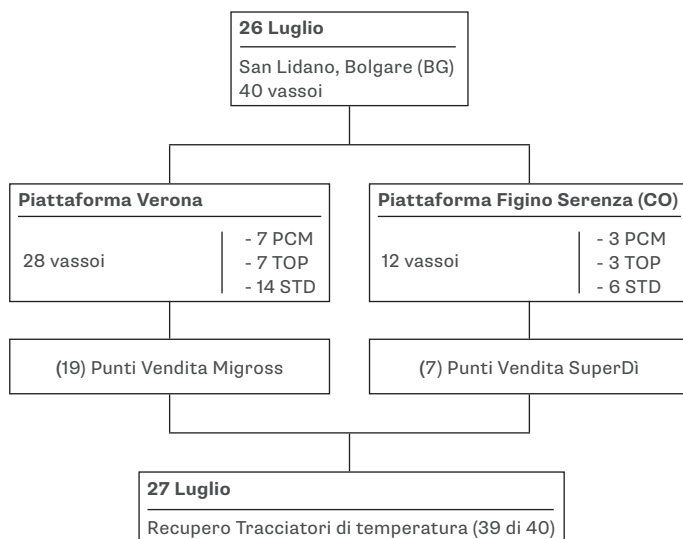 26 Luglio
San Lidano, Bolgare (BG)
40 vassoi
Piattaforma Verona
28 vassoi
- 7 PCM
- 7 TOP
- 14 STD
Piattaforma Figino Serenza (CO)
12 vassoi
- 3 PCM
- 3 TOP
- 6 STD
(19) Punti Vendita Migross
(7) Punti Vendita SuperDì
27 Luglio
Recupero Tracciatori di temperatura (39 di 40)